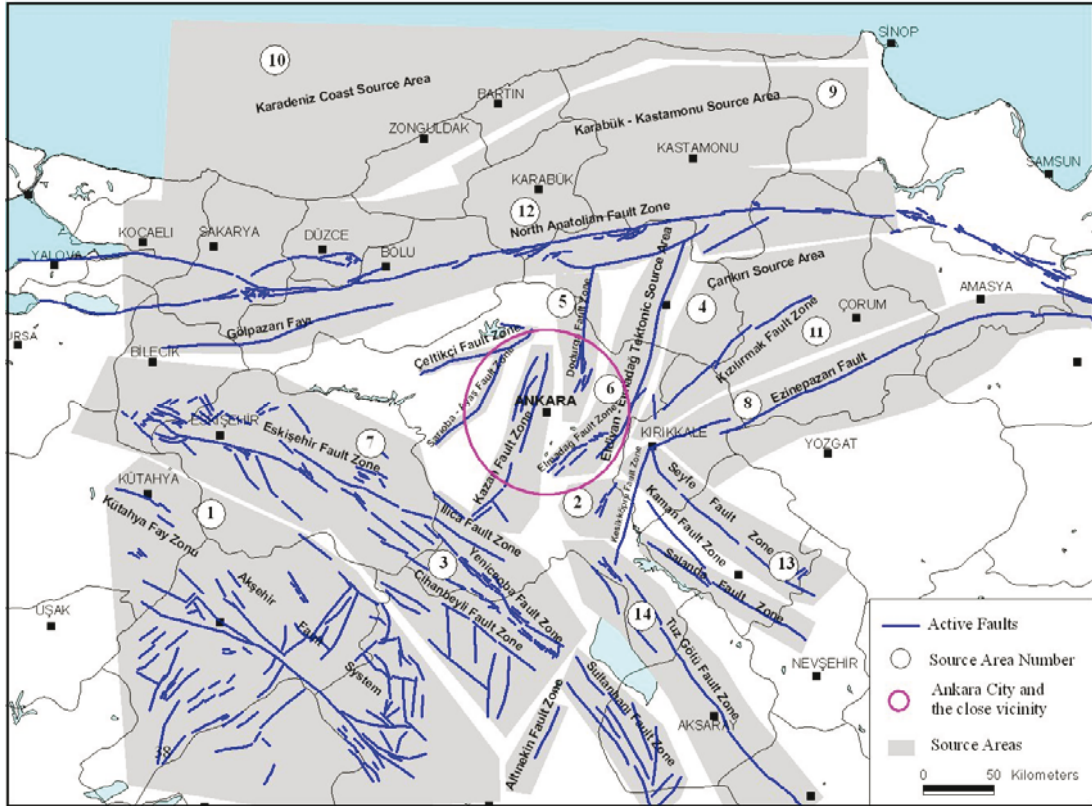 SİNOP
10
Karadeniz Coast Source Area
BARTIN
9
Karabük - Kastamonu Source Area
ZONGULDAK
KASTAMONU
SAMSUN
KARABÜK
12
North Anatolian Fault Zone
KOCAELİ
SAKARYA
DÜZCE
BOLU
YALOVA
Çankırı Source Area
AMASYA
5
4
ÇORUM
Gölpazarı Fayı
11
URSA
BİLECİK
Çeltikçi Fault Zone
Dodurga Fault Zone
Eldivan - Elmadağ Tektonic Source Area
Kızılırmak Fault Zone
Ezinepazarı Fault
ANKARA
6
8
ESKİŞEHİR
Eskişehir Fault Zone
7
Elmadağ Fault Zone
KIRIKKALE
YOZGAT
KÜTAHYA
Kütahya Fay Zonu
1
Kazan Fault Zone
2
Kesikköprü Fault Zone
Seyfe Fault Zone
Kaman Fault Zone
Ilıca Fault Zone
3
Yeniceoba Fault Zone
Cihanbeyli Fault Zone
Salanda Fault Zone
13
Akşehir Fault System
UŞAK
14
Tuz Gölü Fault Zone
NEVŞEHİR
Sultanhanı Fault Zone
AKSARAY
Altınekin Fault Zone
Active Faults
Source Area Number
Ankara City and
the close vicinity
Source Areas
0 50 Kilometers